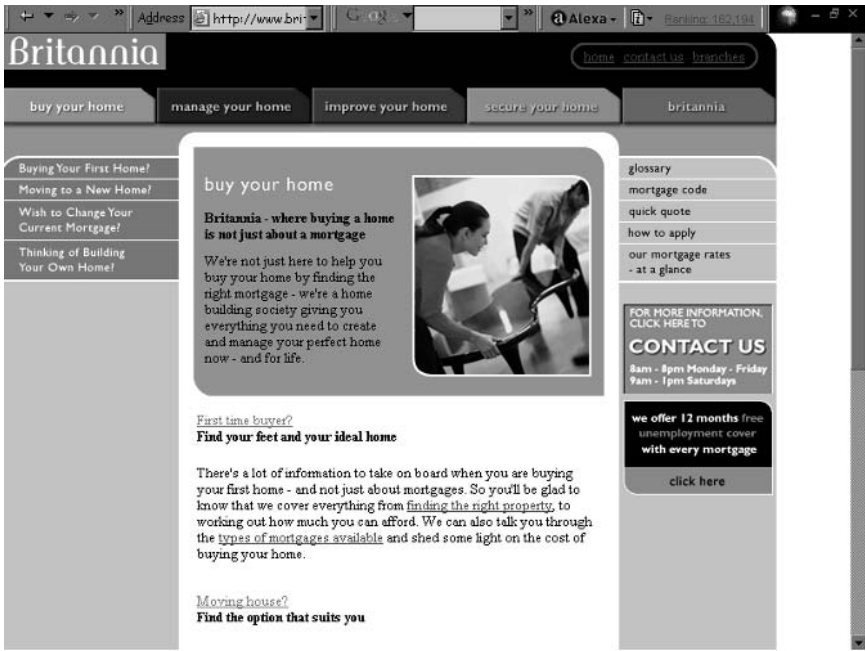 Address http://www.bri Google Alexa Ranking: 162,194
Britannia
home contact us branches
buy your home manage your home improve your home secure your home britannia
Buying Your First Home?
Moving to a New Home?
Wish to Change Your
Current Mortgage?
Thinking of Building
Your Own Home?
buy your home
Britannia - where buying a home
is not just about a mortgage
We're not just here to help you
buy your home by finding the
right mortgage - we're a home
building society giving you
everything you need to create
and manage your perfect home
now - and for life.
First time buyer?
Find your feet and your ideal home
There's a lot of information to take on board when you are buying
your first home - and not just about mortgages. So you'll be glad to
know that we cover everything from finding the right property, to
working out how much you can afford. We can also talk you through
the types of mortgages available and shed some light on the cost of
buying your home.
Moving house?
Find the option that suits you
glossary
mortgage code
quick quote
how to apply
our mortgage rates
- at a glance
FOR MORE INFORMATION,
CLICK HERE TO
CONTACT US
8am - 8pm Monday - Friday
9am - 1pm Saturdays
we offer 12 months free
unemployment cover
with every mortgage
click here